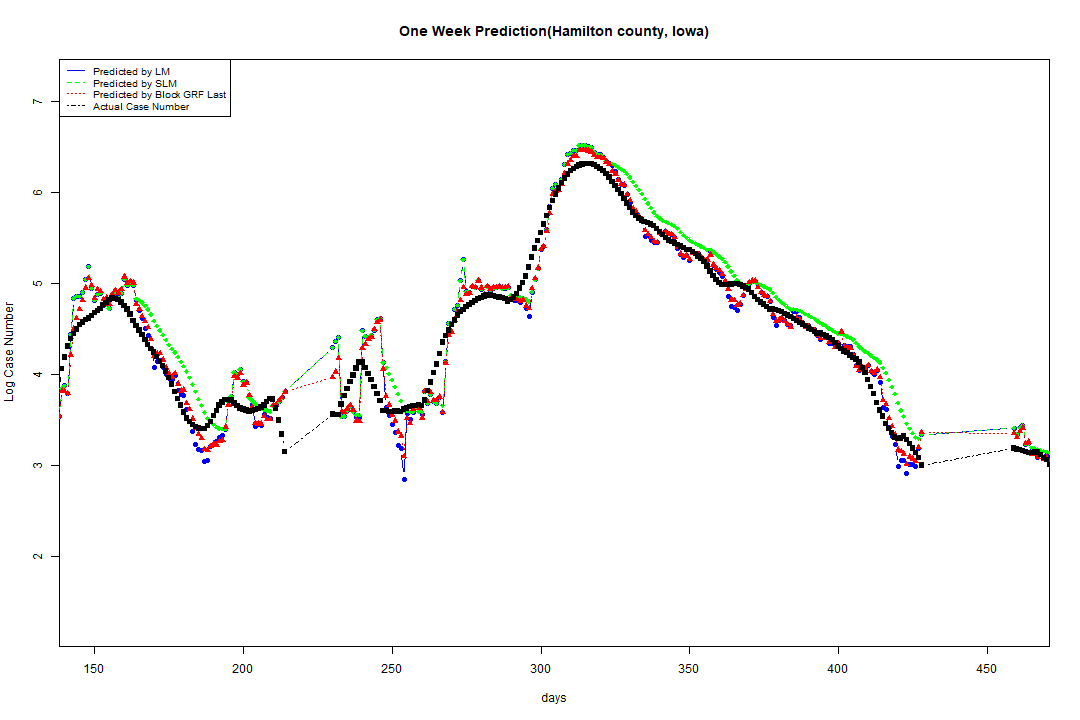 One Week Prediction(Hamilton county, Iowa)
Predicted by LM
Predicted by SLM
Predicted by Block GRF Last
Actual Case Number
7
6
5
4
3
2
Log Case Number
150 200 250 300 350 400 450
days